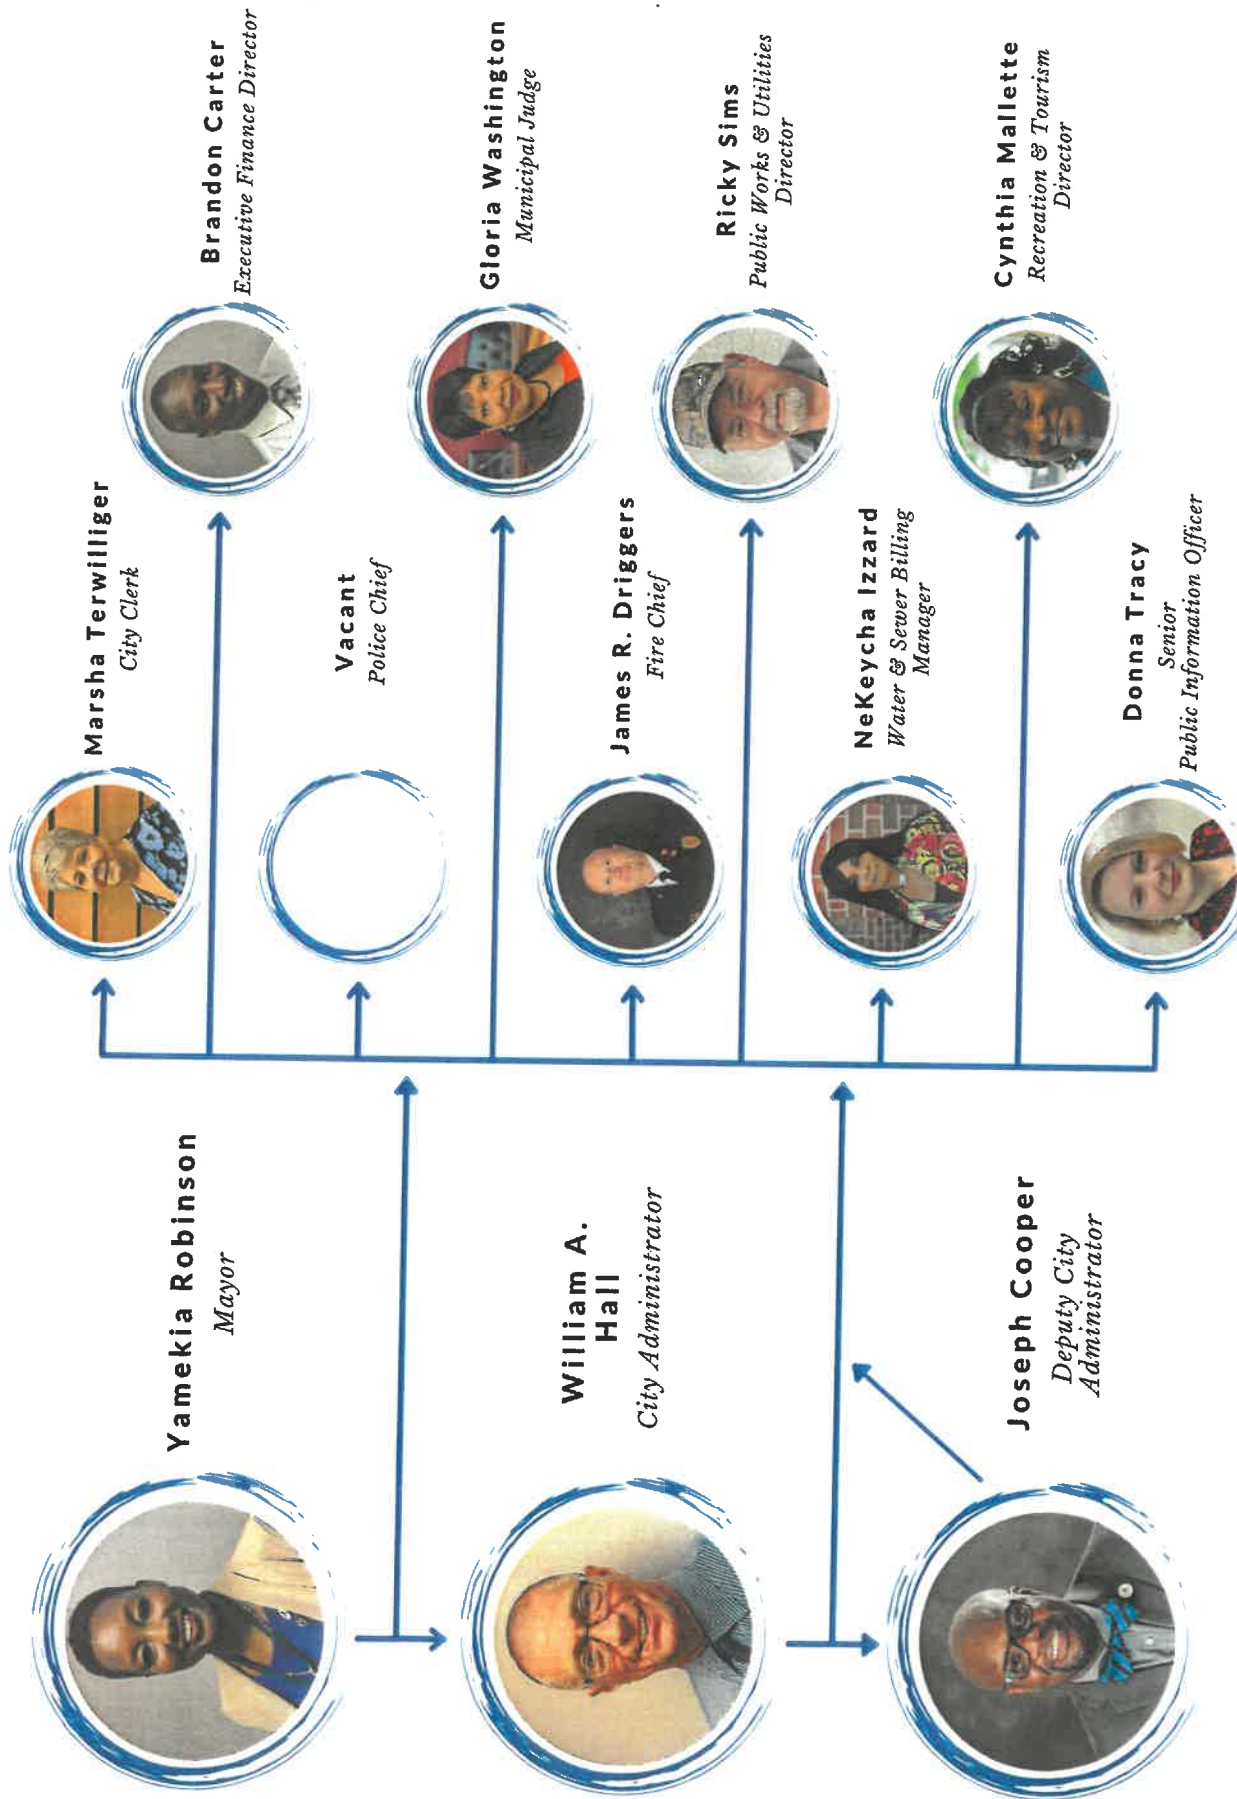 Yamekia Robinson
Mayor
William A.
Hall
City Administrator
Joseph Cooper
Deputy City
Administrator
Marsha Terwilliger
City Clerk
Brandon Carter
Executive Finance Director
Vacant
Police Chief
Gloria Washington
Municipal Judge
James R. Driggers
Fire Chief
Ricky Sims
Public Works & Utilities
Director
NeKeycha Izzard
Water & Sewer Billing
Manager
Cynthia Mallette
Recreation & Tourism
Director
Donna Tracy
Senior
Public Information Officer